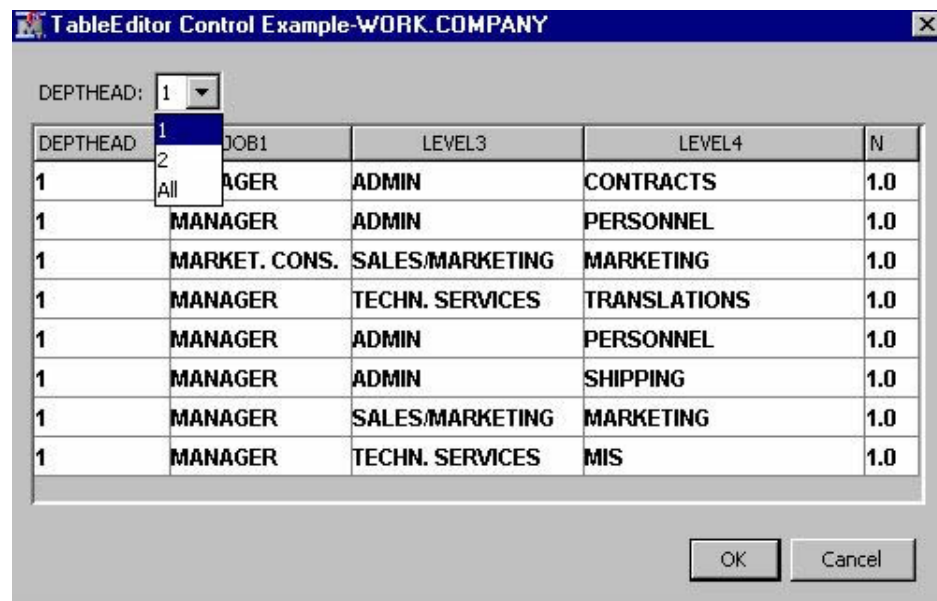 TableEditor Control Example-WORK.COMPANY
DEPTHEAD: 1
1
2
All
DEPTHEAD JOB1 LEVEL3 LEVEL4 N
1 AGER ADMIN CONTRACTS 1.0
1 MANAGER ADMIN PERSONNEL 1.0
1 MARKET. CONS. SALES/MARKETING MARKETING 1.0
1 MANAGER TECHN. SERVICES TRANSLATIONS 1.0
1 MANAGER ADMIN PERSONNEL 1.0
1 MANAGER ADMIN SHIPPING 1.0
1 MANAGER SALES/MARKETING MARKETING 1.0
1 MANAGER TECHN. SERVICES MIS 1.0
OK Cancel